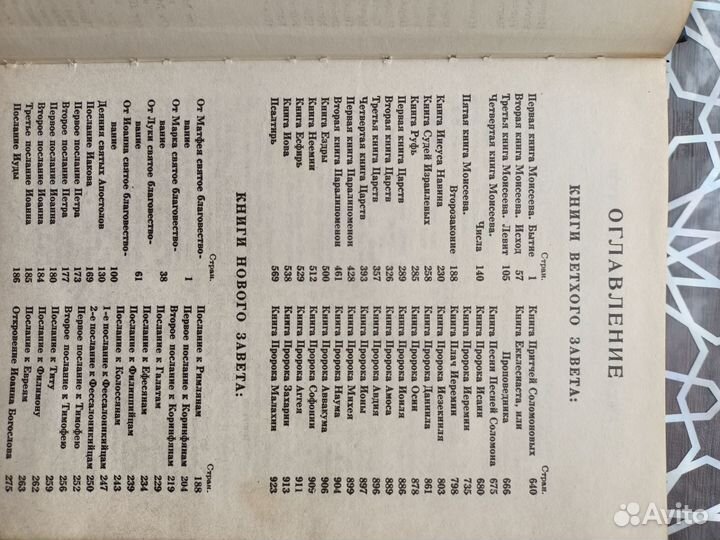 ОГЛАВЛЕНИЕ
КНИГИ ВЕТХОГО ЗАВЕТА:
Стран.
Первая книга Моисеева. Бытие 1
Вторая книга Моисеева. Исход 57
Третья книга Моисеева. Левит 105
Четвертая книга Моисеева.
Числа 140
Пятая книга Моисеева.
Второзаконие 188
Книга Иисуса Навина 230
Книга Судей Израилевых 258
Книга Руфь 285
Первая книга Царств 289
Вторая книга Царств 326
Третья книга Царств 357
Четвертая книга Царств 393
Первая книга Паралипоменон 428
Вторая книга Паралипоменон 461
Книга Ездры 500
Книга Неемии 512
Книга Есфирь 529
Книга Иова 538
Псалтирь 569
Стран.
Книга Притчей Соломоновых 640
Книга Екклесиаста, или
Проповедника 666
Книга Песни Песней Соломона 675
Книга Пророка Исаии 680
Книга Пророка Иеремии 735
Книга Плач Иеремии 798
Книга Пророка Иезекииля 803
Книга Пророка Даниила 861
Книга Пророка Осии 878
Книга Пророка Иоиля 886
Книга Пророка Амоса 889
Книга Пророка Авдия 896
Книга Пророка Ионы 897
Книга Пророка Михея 899
Книга Пророка Наума 904
Книга Пророка Аввакума 906
Книга Пророка Софонии 909
Книга Пророка Аггея 911
Книга Пророка Захарии 913
Книга Пророка Малахии 923
КНИГИ НОВОГО ЗАВЕТА:
Стран.
От Матфея святое благовество-
вание 1
От Марка святое благовество-
вание 38
От Луки святое благовество-
вание 61
От Иоанна святое благовество-
вание 100
Деяния святых Апостолов 130
Послание Иакова 169
Первое послание Петра 173
Второе послание Петра 177
Первое послание Иоанна 180
Второе послание Иоанна 184
Третье послание Иоанна 185
Послание Иуды 186
Стран.
Послание к Римлянам 188
Первое послание к Коринфянам 204
Второе послание к Коринфянам 219
Послание к Галатам 229
Послание к Ефесянам 234
Послание к Филиппийцам 239
Послание к Колоссянам 243
1-е послание к Фессалоникийцам 247
2-е послание к Фессалоникийцам 250
Первое послание к Тимофею 252
Второе послание к Тимофею 256
Послание к Титу 259
Послание к Филимону 262
Послание к Евреям 263
Откровение Иоанна Богослова 275
Avito